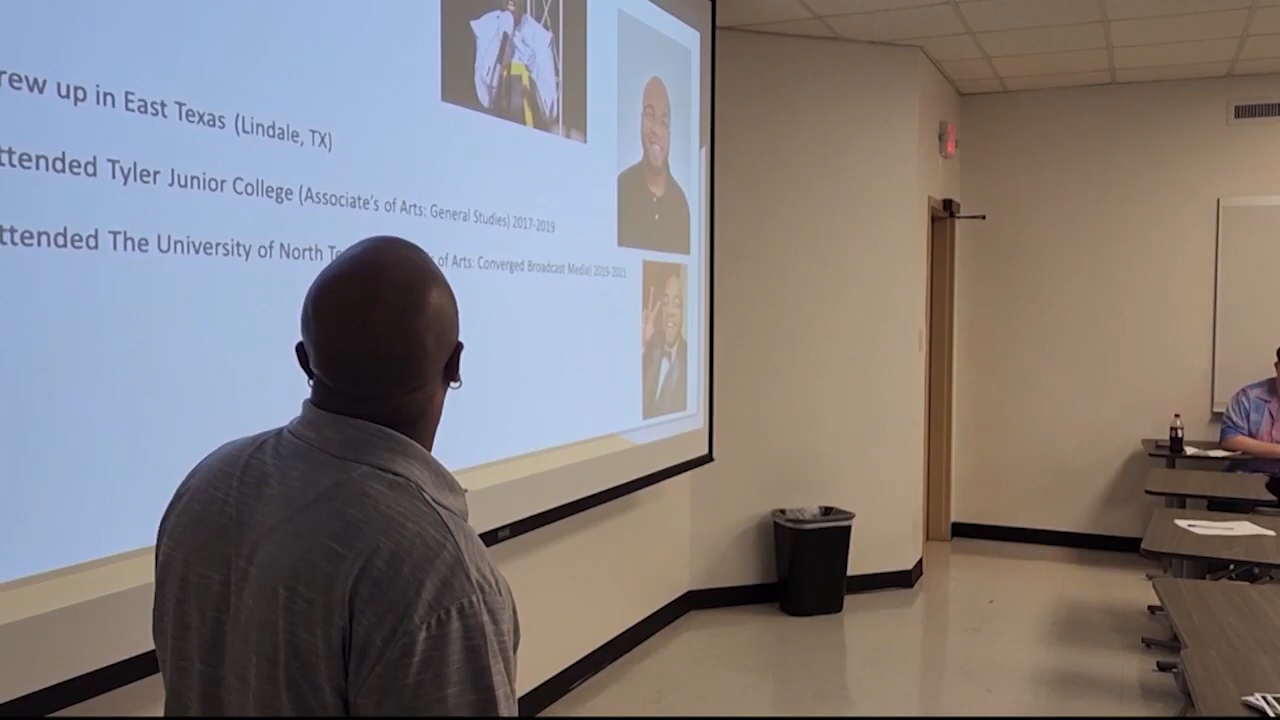 rew up in East Texas (Lindale, TX)
ttended Tyler Junior College (Associate's of Arts: General Studies) 2017-2019
ttended The University of North Te of Arts: Converged Broadcast Media) 2019-2021